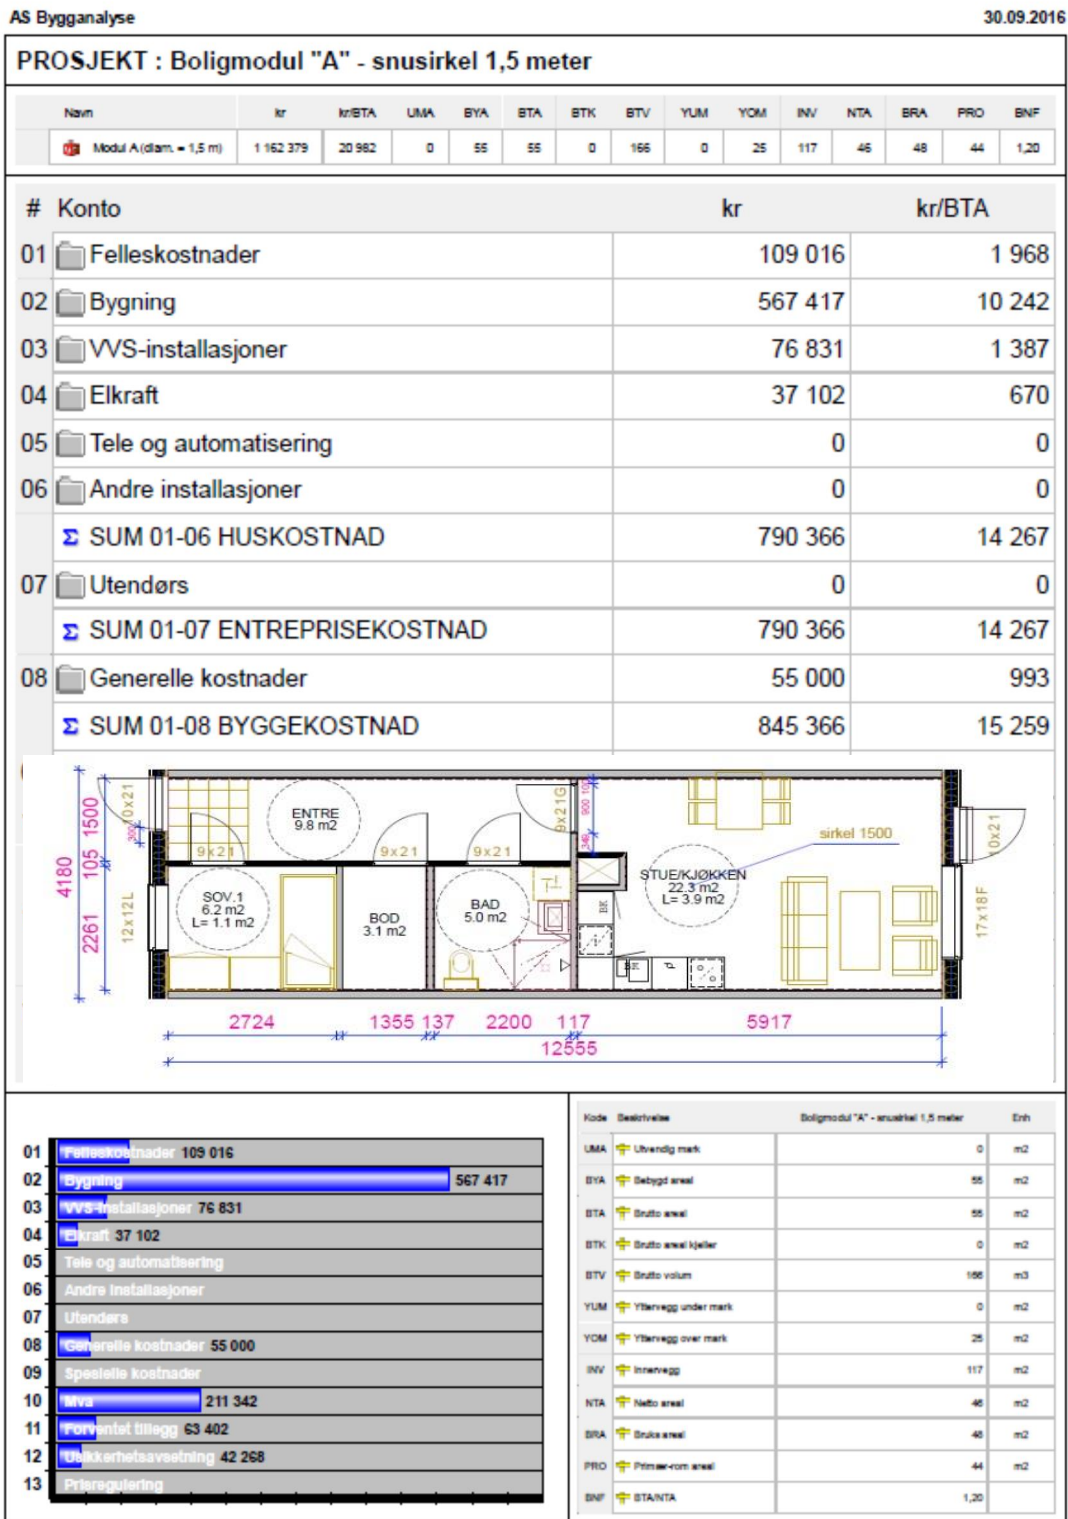 AS Bygganalyse 30.09.2016
PROSJEKT : Boligmodul "A" - snusirkel 1,5 meter
Navn kr kr/BTA UMA BYA BTA BTK BTV YUM YOM INV NTA BRA PRO BNF
Modul A (diam. = 1,5 m) 1 162 379 20 982 0 55 55 0 166 0 25 117 46 48 44 1,20
# Konto kr kr/BTA
01 Felleskostnader 109 016 1 968
02 Bygning 567 417 10 242
03 VVS-installasjoner 76 831 1 387
04 Elkraft 37 102 670
05 Tele og automatisering 0 0
06 Andre installasjoner 0 0
Σ SUM 01-06 HUSKOSTNAD 790 366 14 267
07 Utendørs 0 0
Σ SUM 01-07 ENTREPRISEKOSTNAD 790 366 14 267
08 Generelle kostnader 55 000 993
Σ SUM 01-08 BYGGEKOSTNAD 845 366 15 259
4180
1500
105
2261
300
10x21
12x12L
ENTRE
9.8 m2
9x21
9x21
9x21
9x21G
100
900
349
sirkel 1500
10x21
17x18F
SOV.1
6.2 m2
L= 1.1 m2
BOD
3.1 m2
BAD
5.0 m2
STUE/KJØKKEN
22.3 m2
L= 3.9 m2
BK
BK
2724 1355 137 2200 117 5917
12555
01 Felleskostnader 109 016
02 Bygning 567 417
03 VVS-installasjoner 76 831
04 Elkraft 37 102
05 Tele og automatisering
06 Andre installasjoner
07 Utendørs
08 Generelle kostnader 55 000
09 Spesielle kostnader
10 Mva 211 342
11 Forventet tillegg 63 402
12 Usikkerhetsavsetning 42 268
13 Prisregulering
Kode Beskrivelse Boligmodul "A" - snusirkel 1,5 meter Enh
UMA Utvendig mark 0 m2
BYA Bebygd areal 55 m2
BTA Brutto areal 55 m2
BTK Brutto areal kjeller 0 m2
BTV Brutto volum 166 m3
YUM Yttervegg under mark 0 m2
YOM Yttervegg over mark 25 m2
INV Innervegg 117 m2
NTA Netto areal 46 m2
BRA Bruks areal 48 m2
PRO Primær-rom areal 44 m2
BNF BTA/NTA 1,20